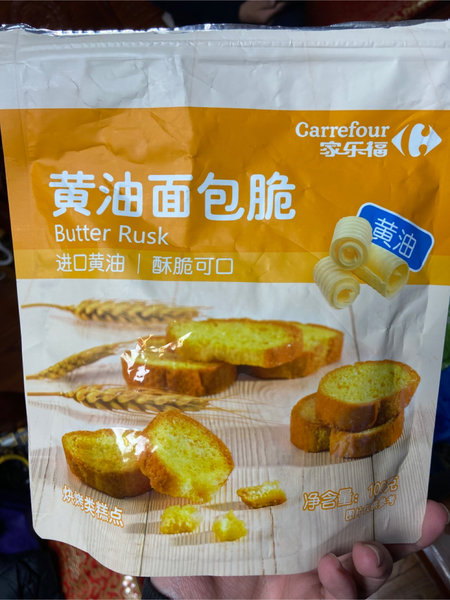 Carrefour
家乐福
黄油面包脆
Butter Rusk
进口黄油 | 酥脆可口
黄油
烘烤类糕点
净含量: